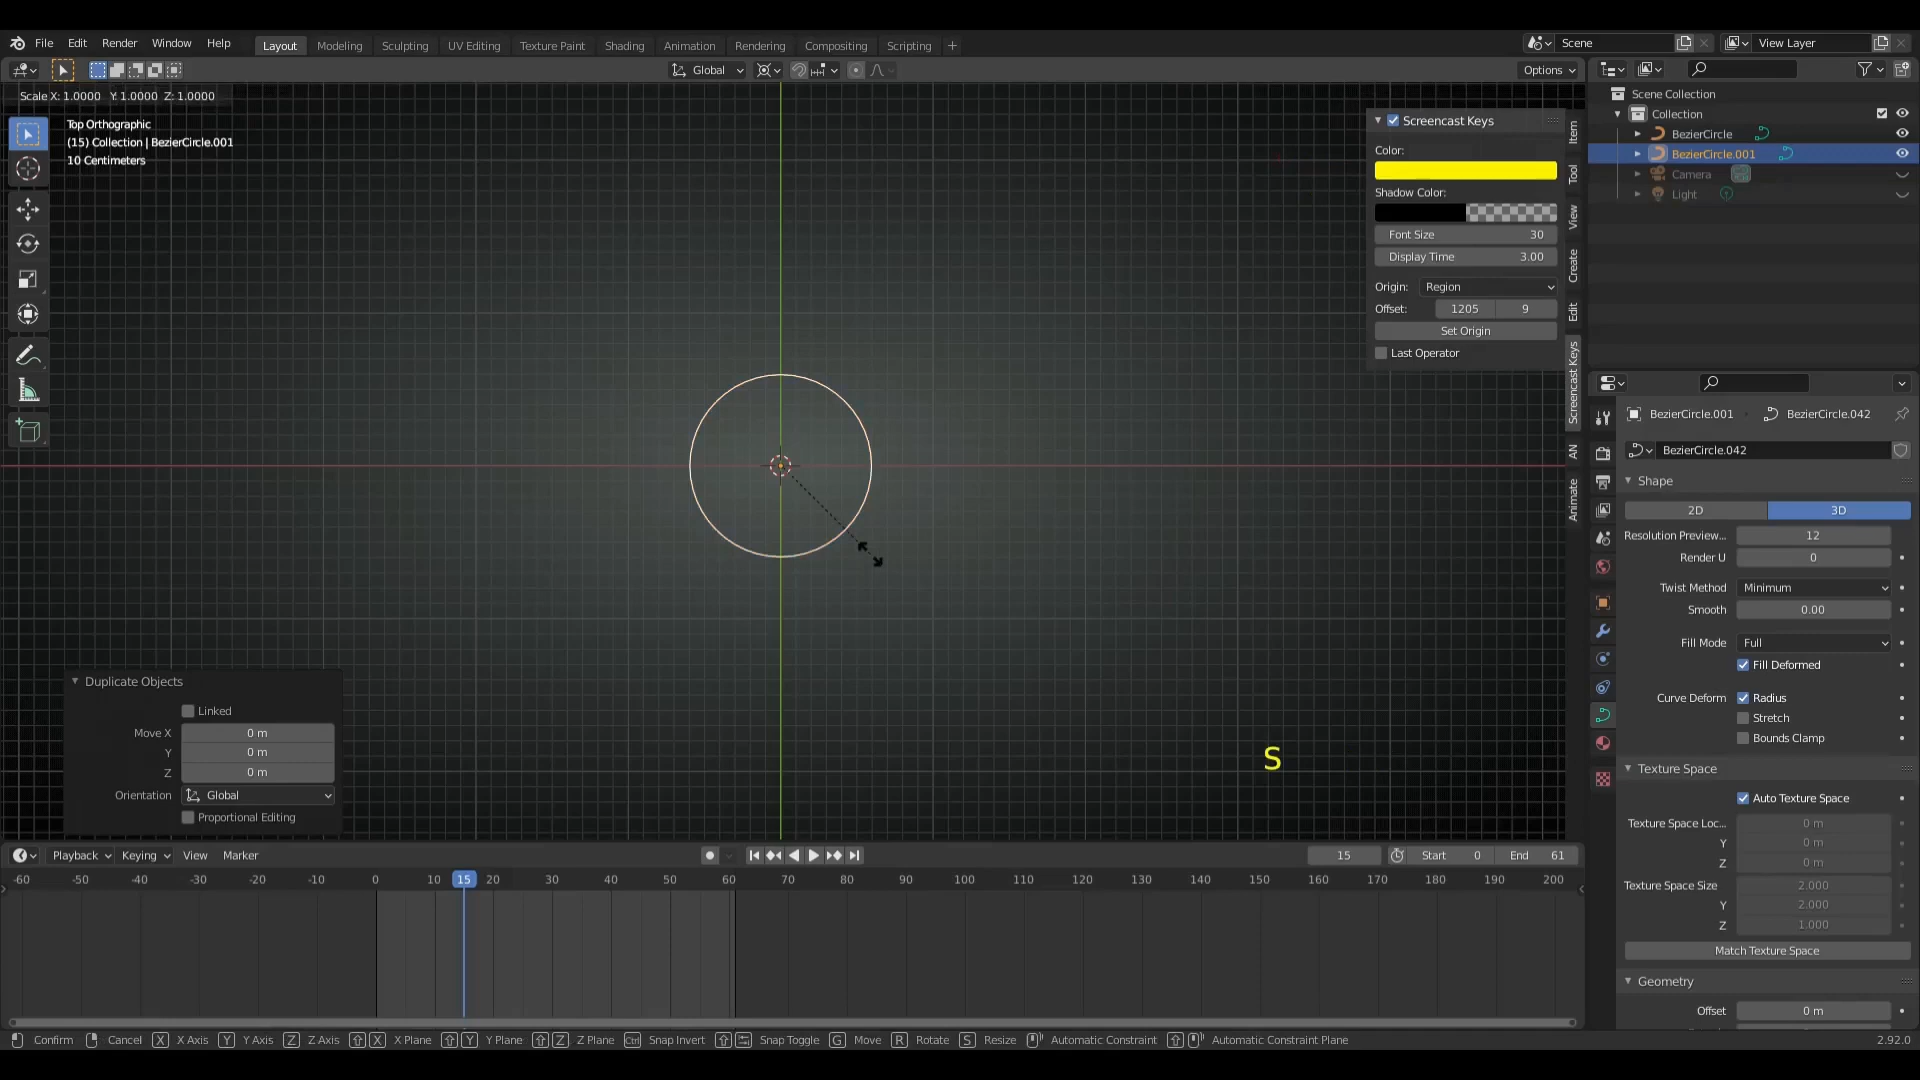 File Edit Render Window Help
Layout Modeling Sculpting UV Editing Texture Paint Shading Animation Rendering Compositing Scripting +
Scene
View Layer
Global
Options
Scale X: 1.0000 Y: 1.0000 Z: 1.0000
Top Orthographic
(15) Collection | BezierCircle.001
10 Centimeters
Screencast Keys
Color:
Shadow Color:
Font Size 30
Display Time 3.00
Origin: Region
Offset: 1205 9
Set Origin
Last Operator
Item
Tool
View
Create
Edit
Screencast Keys
AN
Animate
Scene Collection
Collection
BezierCircle
BezierCircle.001
Camera
Light
BezierCircle.001 BezierCircle.042
BezierCircle.042
Shape
2D 3D
Resolution Preview... 12
Render U 0
Twist Method Minimum
Smooth 0.00
Fill Mode Full
Fill Deformed
Curve Deform Radius
Stretch
Bounds Clamp
Texture Space
Auto Texture Space
Texture Space Loc... 0 m
Y 0 m
Z 0 m
Texture Space Size 2.000
Y 2.000
Z 1.000
Match Texture Space
Geometry
Offset 0 m
Duplicate Objects
Linked
Move X 0 m
Y 0 m
Z 0 m
Orientation Global
Proportional Editing
S
Playback Keying View Marker
15 Start 0 End 61
-60 -50 -40 -30 -20 -10 0 10 15 20 30 40 50 60 70 80 90 100 110 120 130 140 150 160 170 180 190 200
Confirm Cancel X X Axis Y Y Axis Z Z Axis X X Plane Y Y Plane Z Z Plane Ctrl Snap Invert Snap Toggle G Move R Rotate S Resize Automatic Constraint Automatic Constraint Plane 2.92.0